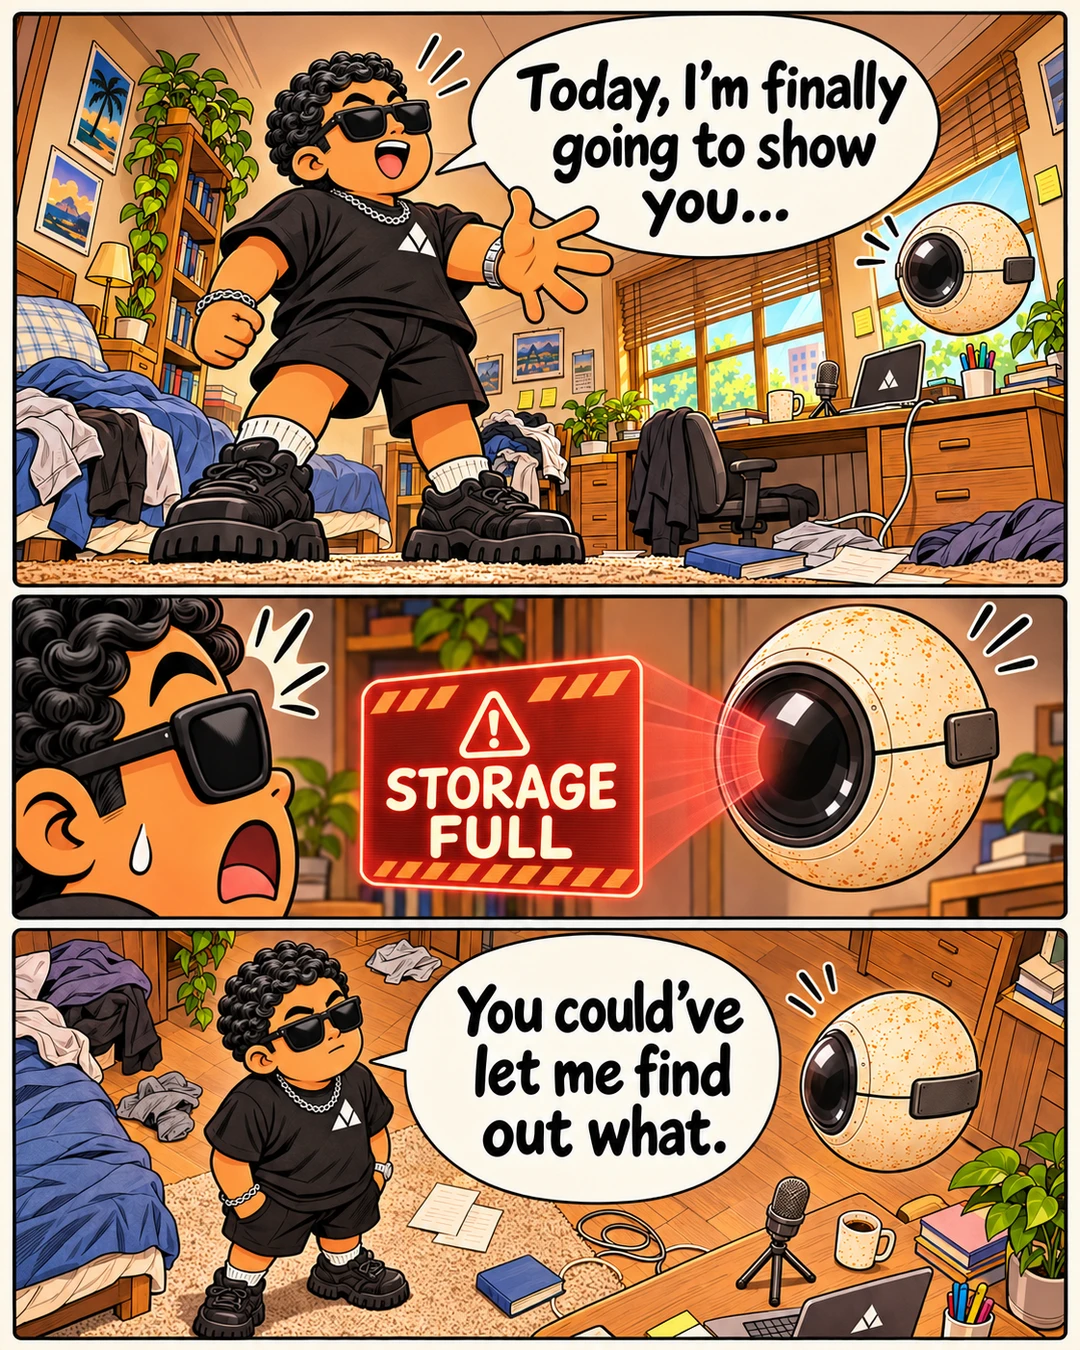 Today, I'm finally
going to show
you...
!
STORAGE
FULL
You could've
let me find
out what.